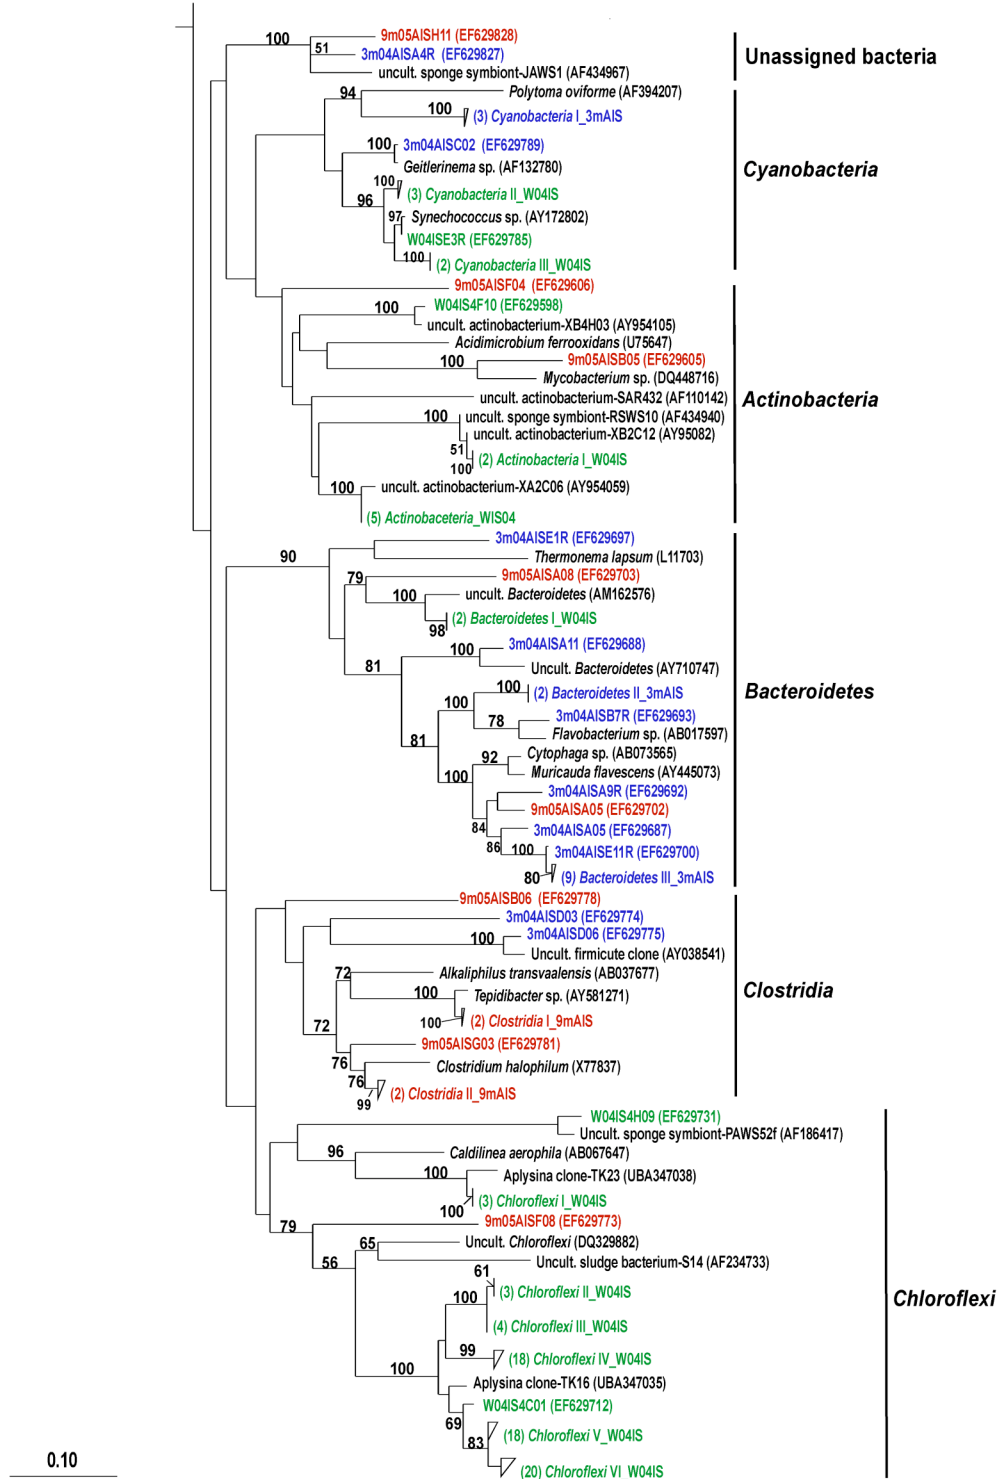 9m05AISH11 (EF629828)
100
51
3m04AISA4R (EF629827)
Unassigned bacteria
uncult. sponge symbiont-JAWS1 (AF434967)
94
Polytoma oviforme (AF394207)
100
(3) Cyanobacteria I_3mAIS
100
3m04AISC02 (EF629789)
Geitlerinema sp. (AF132780)
Cyanobacteria
100
(3) Cyanobacteria II_W04IS
96
97
Synechococcus sp. (AY172802)
W04ISE3R (EF629785)
100
(2) Cyanobacteria III_W04IS
9m05AISF04 (EF629606)
100
W04IS4F10 (EF629598)
uncult. actinobacterium-XB4H03 (AY954105)
Acidimicrobium ferrooxidans (U75647)
100
9m05AISB05 (EF629605)
Mycobacterium sp. (DQ448716)
uncult. actinobacterium-SAR432 (AF110142)
Actinobacteria
100
uncult. sponge symbiont-RSWS10 (AF434940)
uncult. actinobacterium-XB2C12 (AY95082)
51
(2) Actinobacteria I_W04IS
100
100
uncult. actinobacterium-XA2C06 (AY954059)
(5) Actinobaceteria_WIS04
3m04AISE1R (EF629697)
90
Thermonema lapsum (L11703)
79
9m05AISA08 (EF629703)
100
uncult. Bacteroidetes (AM162576)
(2) Bacteroidetes I_W04IS
98
3m04AISA11 (EF629688)
100
81
Uncult. Bacteroidetes (AY710747)
100
(2) Bacteroidetes II_3mAIS
Bacteroidetes
100
3m04AISB7R (EF629693)
78
Flavobacterium sp. (AB017597)
81
92
Cytophaga sp. (AB073565)
100
Muricauda flavescens (AY445073)
3m04AISA9R (EF629692)
9m05AISA05 (EF629702)
84
3m04AISA05 (EF629687)
86
100
3m04AISE11R (EF629700)
80
(9) Bacteroidetes III_3mAIS
9m05AISB06 (EF629778)
3m04AISD03 (EF629774)
100
3m04AISD06 (EF629775)
Uncult. firmicute clone (AY038541)
72
Alkaliphilus transvaalensis (AB037677)
Clostridia
100
Tepidibacter sp. (AY581271)
100
(2) Clostridia I_9mAIS
72
9m05AISG03 (EF629781)
76
Clostridium halophilum (X77837)
76
(2) Clostridia II_9mAIS
99
W04IS4H09 (EF629731)
Uncult. sponge symbiont-PAWS52f (AF186417)
96
Caldilinea aerophila (AB067647)
100
Aplysina clone-TK23 (UBA347038)
(3) Chloroflexi I_W04IS
100
79
9m05AISF08 (EF629773)
65
Uncult. Chloroflexi (DQ329882)
56
Uncult. sludge bacterium-S14 (AF234733)
61
(3) Chloroflexi II_W04IS
100
Chloroflexi
(4) Chloroflexi III_W04IS
99
(18) Chloroflexi IV_W04IS
100
Aplysina clone-TK16 (UBA347035)
W04IS4C01 (EF629712)
69
83
(18) Chloroflexi V_W04IS
0.10
(20) Chloroflexi VI_W04IS